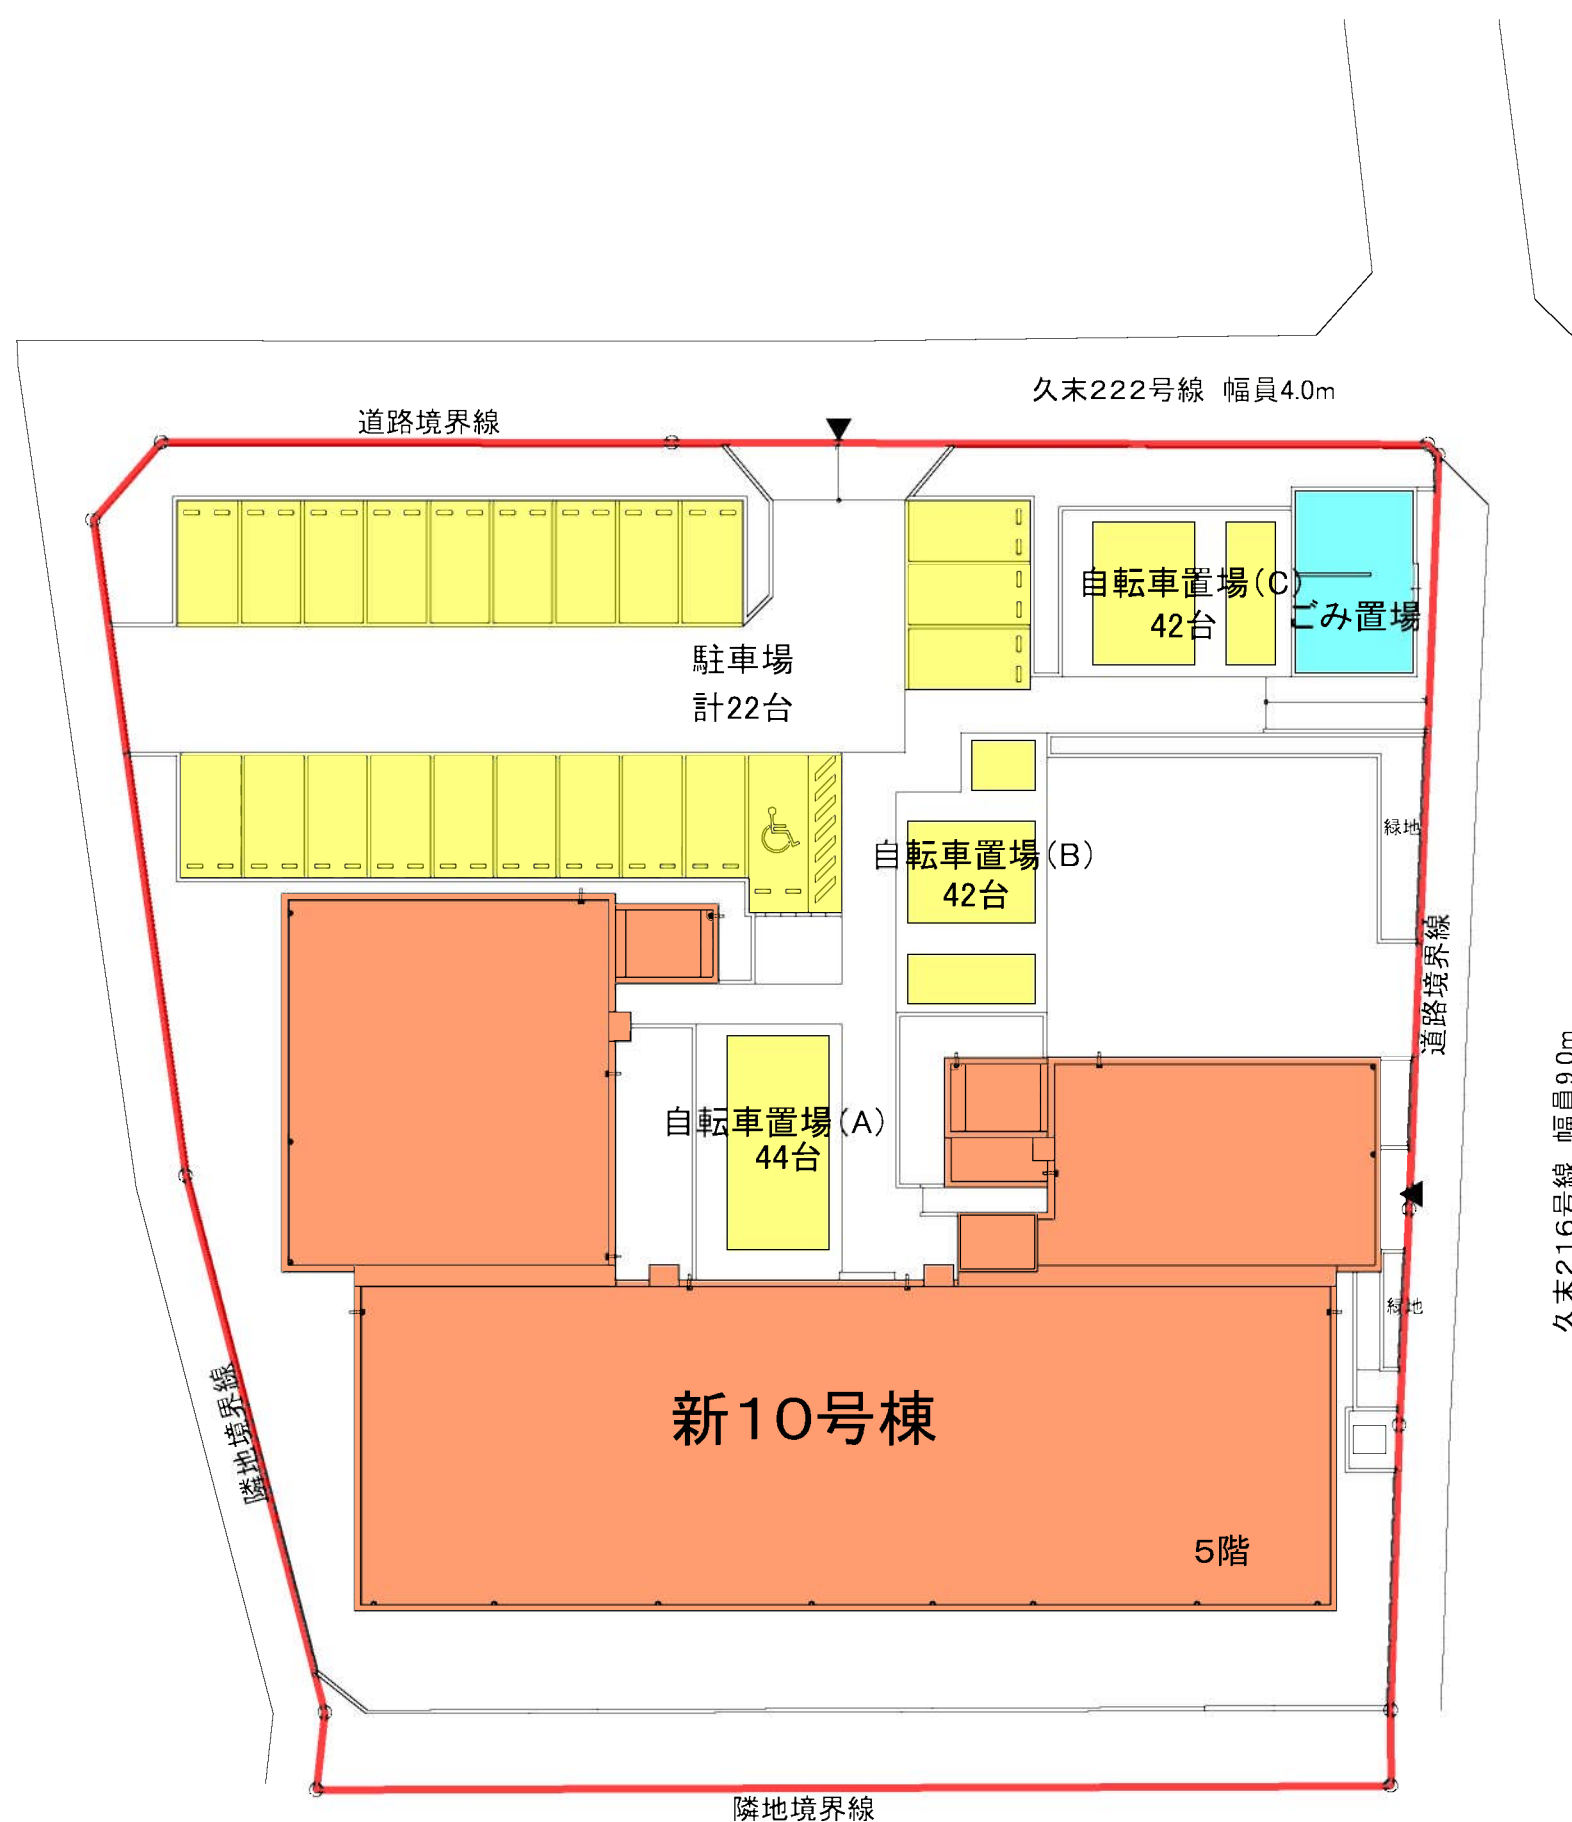 久末222号線 幅員4.0m
道路境界線
自転車置場(C)
42台
ごみ置場
駐車場
計22台
緑地
自転車置場(B)
42台
道路境界線
久末216号線 幅員9.0m
自転車置場(A)
44台
緑地
隣地境界線
新10号棟
5階
隣地境界線